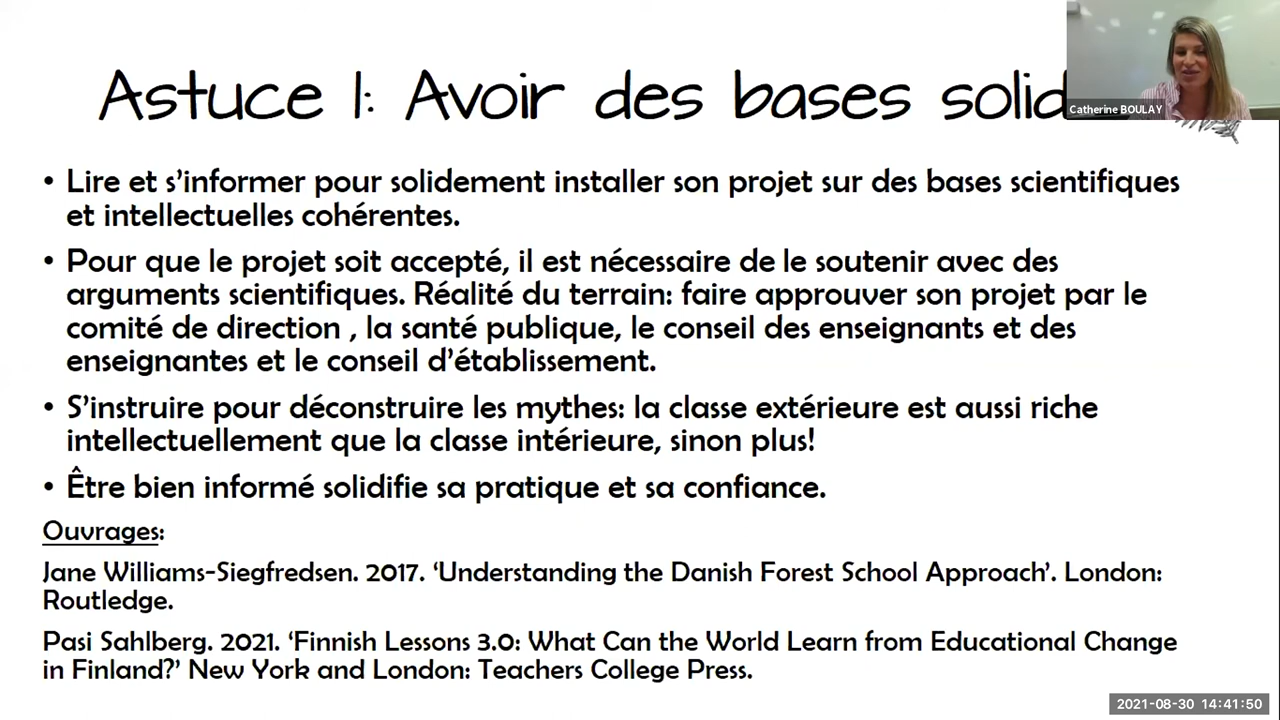 Astuce 1: Avoir des bases solid
Catherine BOULAY
• Lire et s’informer pour solidement installer son projet sur des bases scientifiques
et intellectuelles cohérentes.
• Pour que le projet soit accepté, il est nécessaire de le soutenir avec des
arguments scientifiques. Réalité du terrain: faire approuver son projet par le
comité de direction , la santé publique, le conseil des enseignants et des
enseignantes et le conseil d’établissement.
• S’instruire pour déconstruire les mythes: la classe extérieure est aussi riche
intellectuellement que la classe intérieure, sinon plus!
• Être bien informé solidifie sa pratique et sa confiance.
Ouvrages:
Jane Williams-Siegfredsen. 2017. ‘Understanding the Danish Forest School Approach’. London:
Routledge.
Pasi Sahlberg. 2021. ‘Finnish Lessons 3.0: What Can the World Learn from Educational Change
in Finland?’ New York and London: Teachers College Press.
2021-08-30 14:41:50